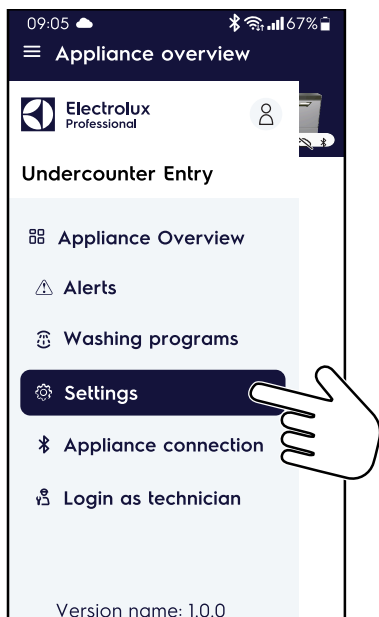 09:05 67%
Appliance overview
Electrolux
Professional
Undercounter Entry
Appliance Overview
Alerts
Washing programs
Settings
Appliance connection
Login as technician
Version name: 1.0.0